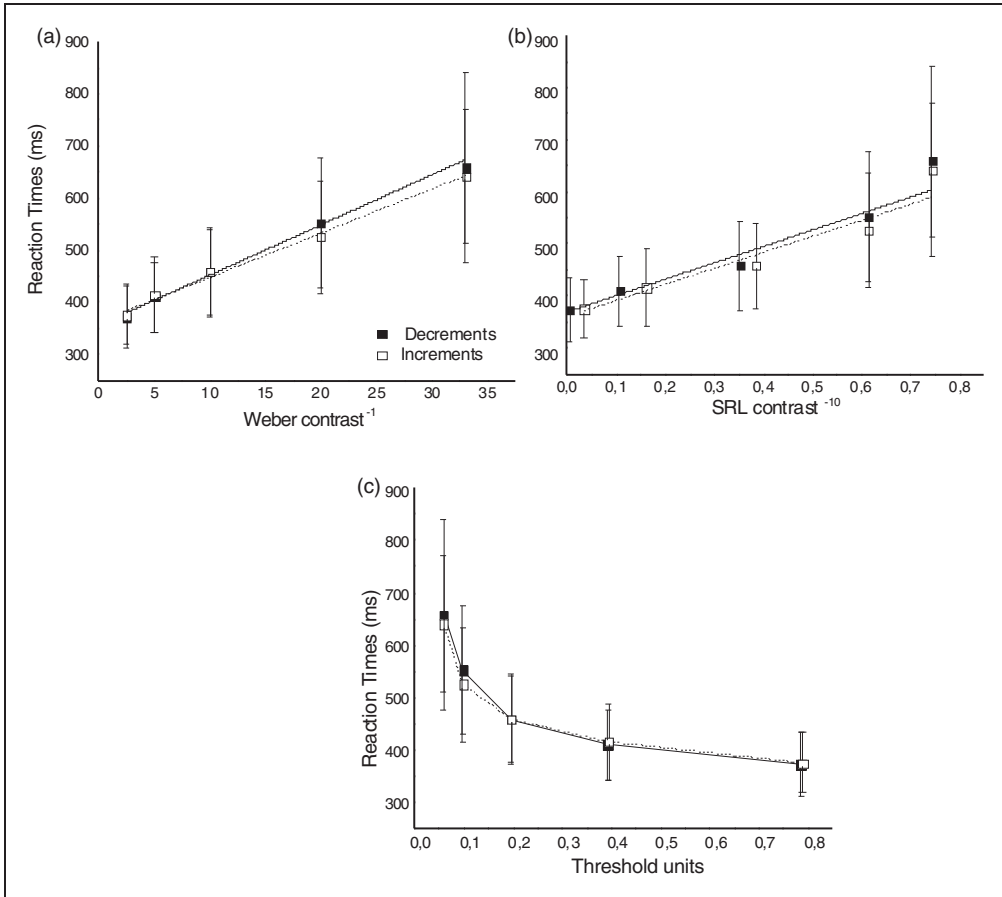 (a)
900
800
700
600
500
400
300
Reaction Times (ms)
0 5 10 15 20 25 30 35
Weber contrast-1
Decrements
Increments
(b)
900
800
700
600
500
400
300
0,0 0,1 0,2 0,3 0,4 0,5 0,6 0,7 0,8
SRL contrast -10
(c)
900
800
700
600
500
400
300
Reaction Times (ms)
0,0 0,1 0,2 0,3 0,4 0,5 0,6 0,7 0,8
Threshold units